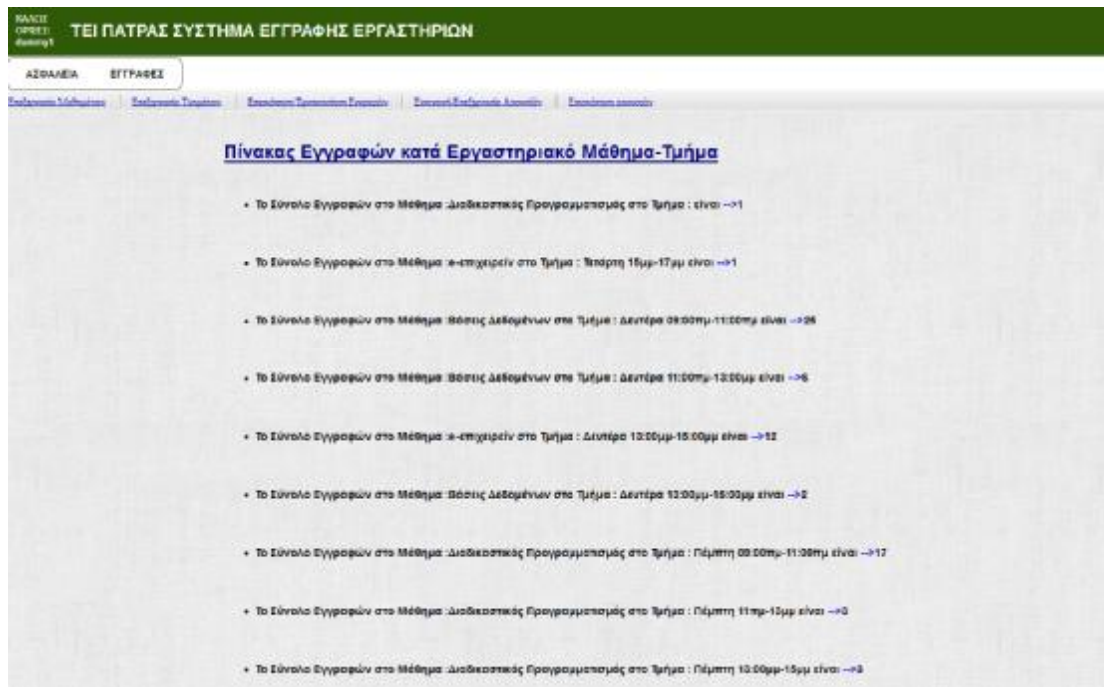 ΚΑΛΩΣ
ΟΡΙΣΕΣ!
dummy1
ΤΕΙ ΠΑΤΡΑΣ ΣΥΣΤΗΜΑ ΕΓΓΡΑΦΗΣ ΕΡΓΑΣΤΗΡΙΩΝ
ΑΣΦΑΛΕΙΑ ΕΓΓΡΑΦΕΣ
Πίνακας Εγγραφών κατά Εργαστηριακό Μάθημα-Τμήμα
• Το Σύνολο Εγγραφών στο Μάθημα :Διαδικαστικός Προγραμματισμός στο Τμήμα : είναι -->1
• Το Σύνολο Εγγραφών στο Μάθημα :e-επιχειρείν στο Τμήμα : Τετάρτη 15μμ-17μμ είναι -->1
• Το Σύνολο Εγγραφών στο Μάθημα :Βάσεις Δεδομένων στο Τμήμα : Δευτέρα 09:00πμ-11:00πμ είναι -->26
• Το Σύνολο Εγγραφών στο Μάθημα :Βάσεις Δεδομένων στο Τμήμα : Δευτέρα 11:00πμ-13:00μμ είναι -->6
• Το Σύνολο Εγγραφών στο Μάθημα :e-επιχειρείν στο Τμήμα : Δευτέρα 13:00μμ-15:00μμ είναι -->12
• Το Σύνολο Εγγραφών στο Μάθημα :Βάσεις Δεδομένων στο Τμήμα : Δευτέρα 13:00μμ-15:00μμ είναι -->2
• Το Σύνολο Εγγραφών στο Μάθημα :Διαδικαστικός Προγραμματισμός στο Τμήμα : Πέμπτη 09:00πμ-11:00πμ είναι -->17
• Το Σύνολο Εγγραφών στο Μάθημα :Διαδικαστικός Προγραμματισμός στο Τμήμα : Πέμπτη 11πμ-13μμ είναι -->3
• Το Σύνολο Εγγραφών στο Μάθημα :Διαδικαστικός Προγραμματισμός στο Τμήμα : Πέμπτη 13:00μμ-15μμ είναι -->3